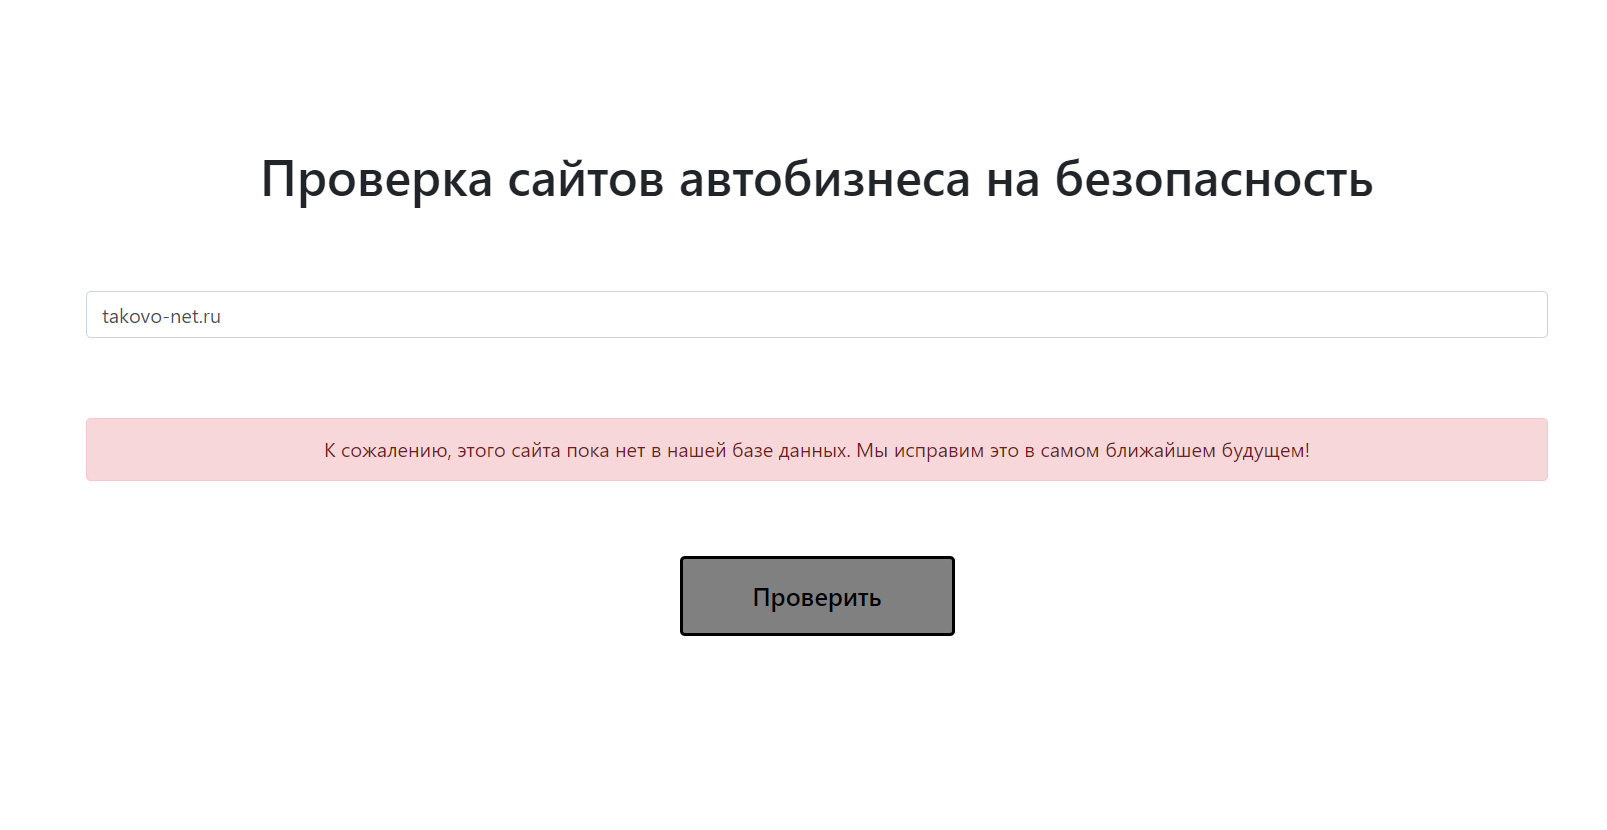 Проверка сайтов автобизнеса на безопасность
takovo-net.ru
К сожалению, этого сайта пока нет в нашей базе данных. Мы исправим это в самом ближайшем будущем!
Проверить